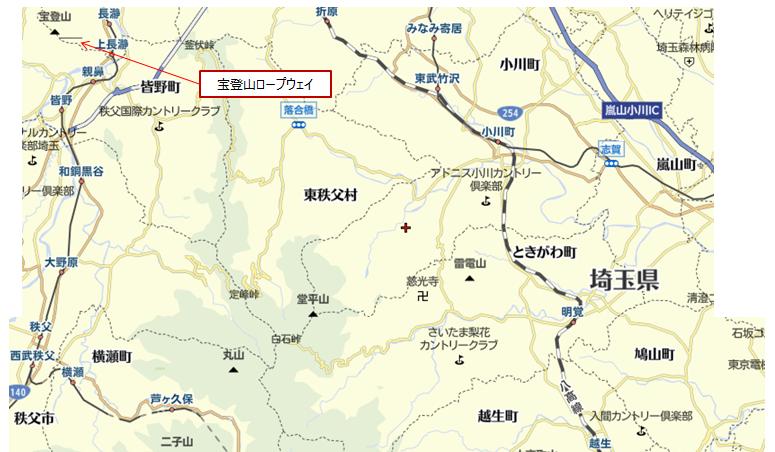 宝登山
長瀞
折原
みなみ寄居
上長瀞
釜伏峠
宝登山ロープウェイ
親鼻
皆野町
皆野
秩父国際カントリークラブ
落合橋
東武竹沢
小川町
254
嵐山小川IC
埼玉森林病院
小川町
志賀
嵐山町
アドニス小川カントリー
倶楽部
和銅黒谷
リー倶楽部
東秩父村
ときがわ町
大野原
定峰峠
堂平山
慈光寺
雷電山
埼玉県
白石峠
明覚
さいたま梨花
カントリークラブ
秩父
西武秩父
横瀬町
横瀬
丸山
鳩山町
石坂ゴ
東京電機
140
秩父市
芦ヶ久保
二子山
八高線
越生町
入間カントリー倶楽部
越生